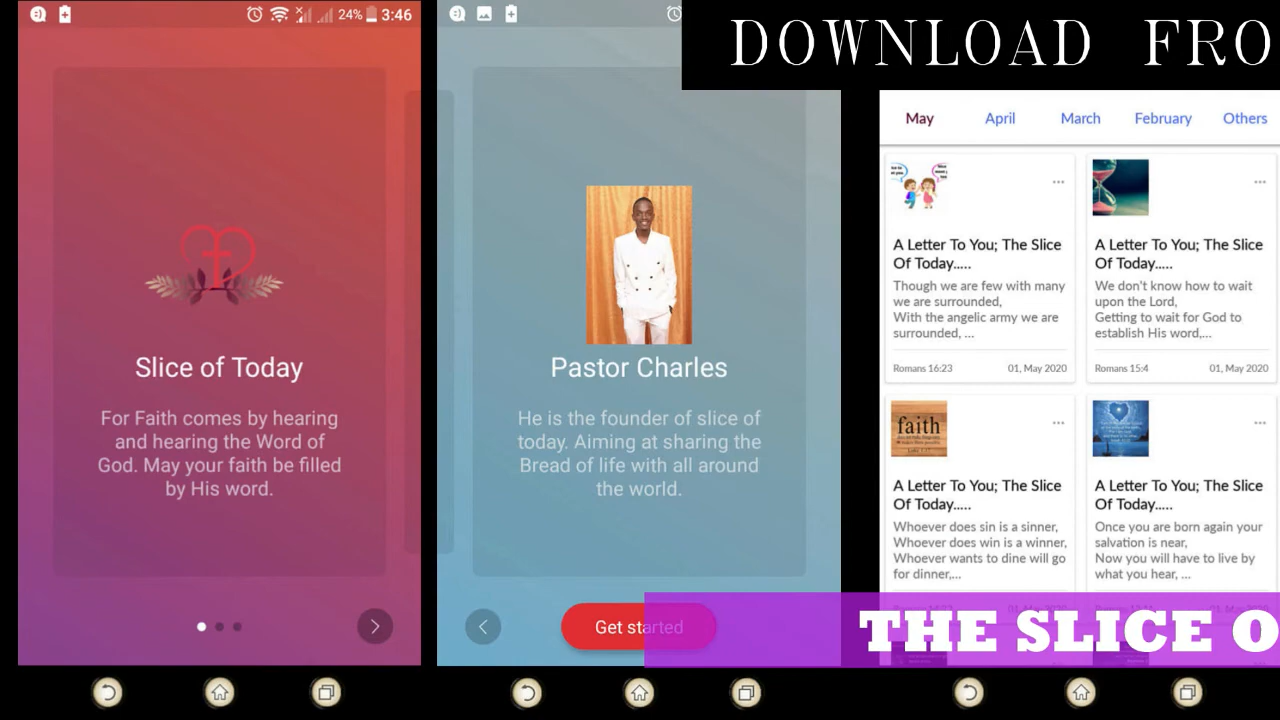 24% 3:46
Slice of Today
For Faith comes by hearing
and hearing the Word of
God. May your faith be filled
by His word.
Pastor Charles
He is the founder of slice of
today. Aiming at sharing the
Bread of life with all around
the world.
Get started
DOWNLOAD FRO
May April March February Others
A Letter To You; The Slice
Of Today.....
Though we are few with many
we are surrounded,
With the angelic army we are
surrounded, ...
Romans 16:23 01, May 2020
A Letter To You; The Slice
Of Today.....
We don't know how to wait
upon the Lord,
Getting to wait for God to
establish His word,...
Romans 15:4 01, May 2020
faith
A Letter To You; The Slice
Of Today.....
Whoever does sin is a sinner,
Whoever does win is a winner,
Whoever wants to dine will go
for dinner,...
A Letter To You; The Slice
Of Today.....
Once you are born again your
salvation is near,
Now you will have to live by
what you hear, ...
THE SLICE O